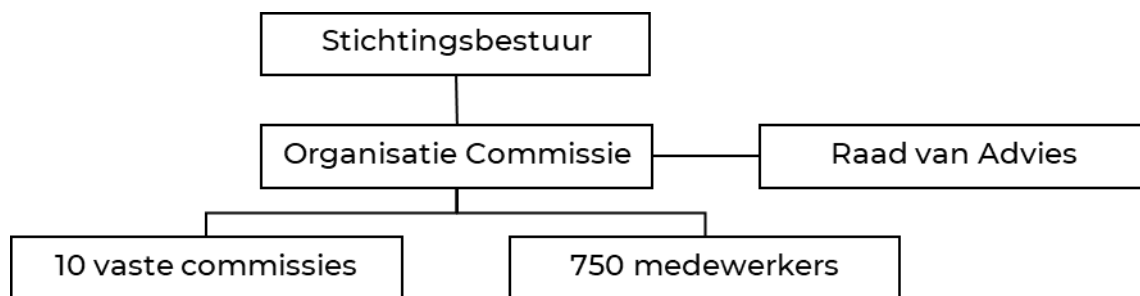 Stichtingsbestuur
Organisatie Commissie
Raad van Advies
10 vaste commissies
750 medewerkers